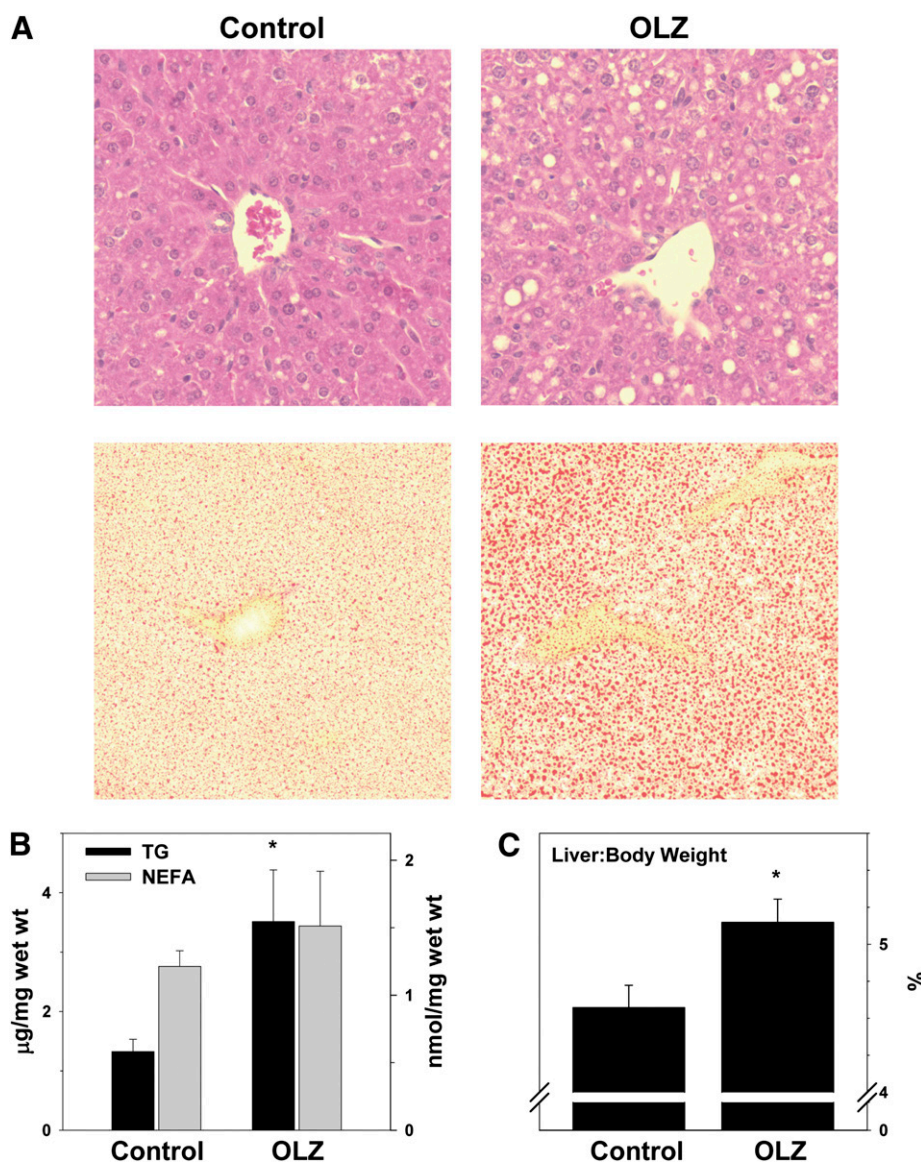 A
Control
OLZ
B
TG
NEFA
*
4
2
0
µg/mg wet wt
2
1
0
nmol/mg wet wt
Control
OLZ
C
Liver:Body Weight
*
5
4
0
%
Control
OLZ